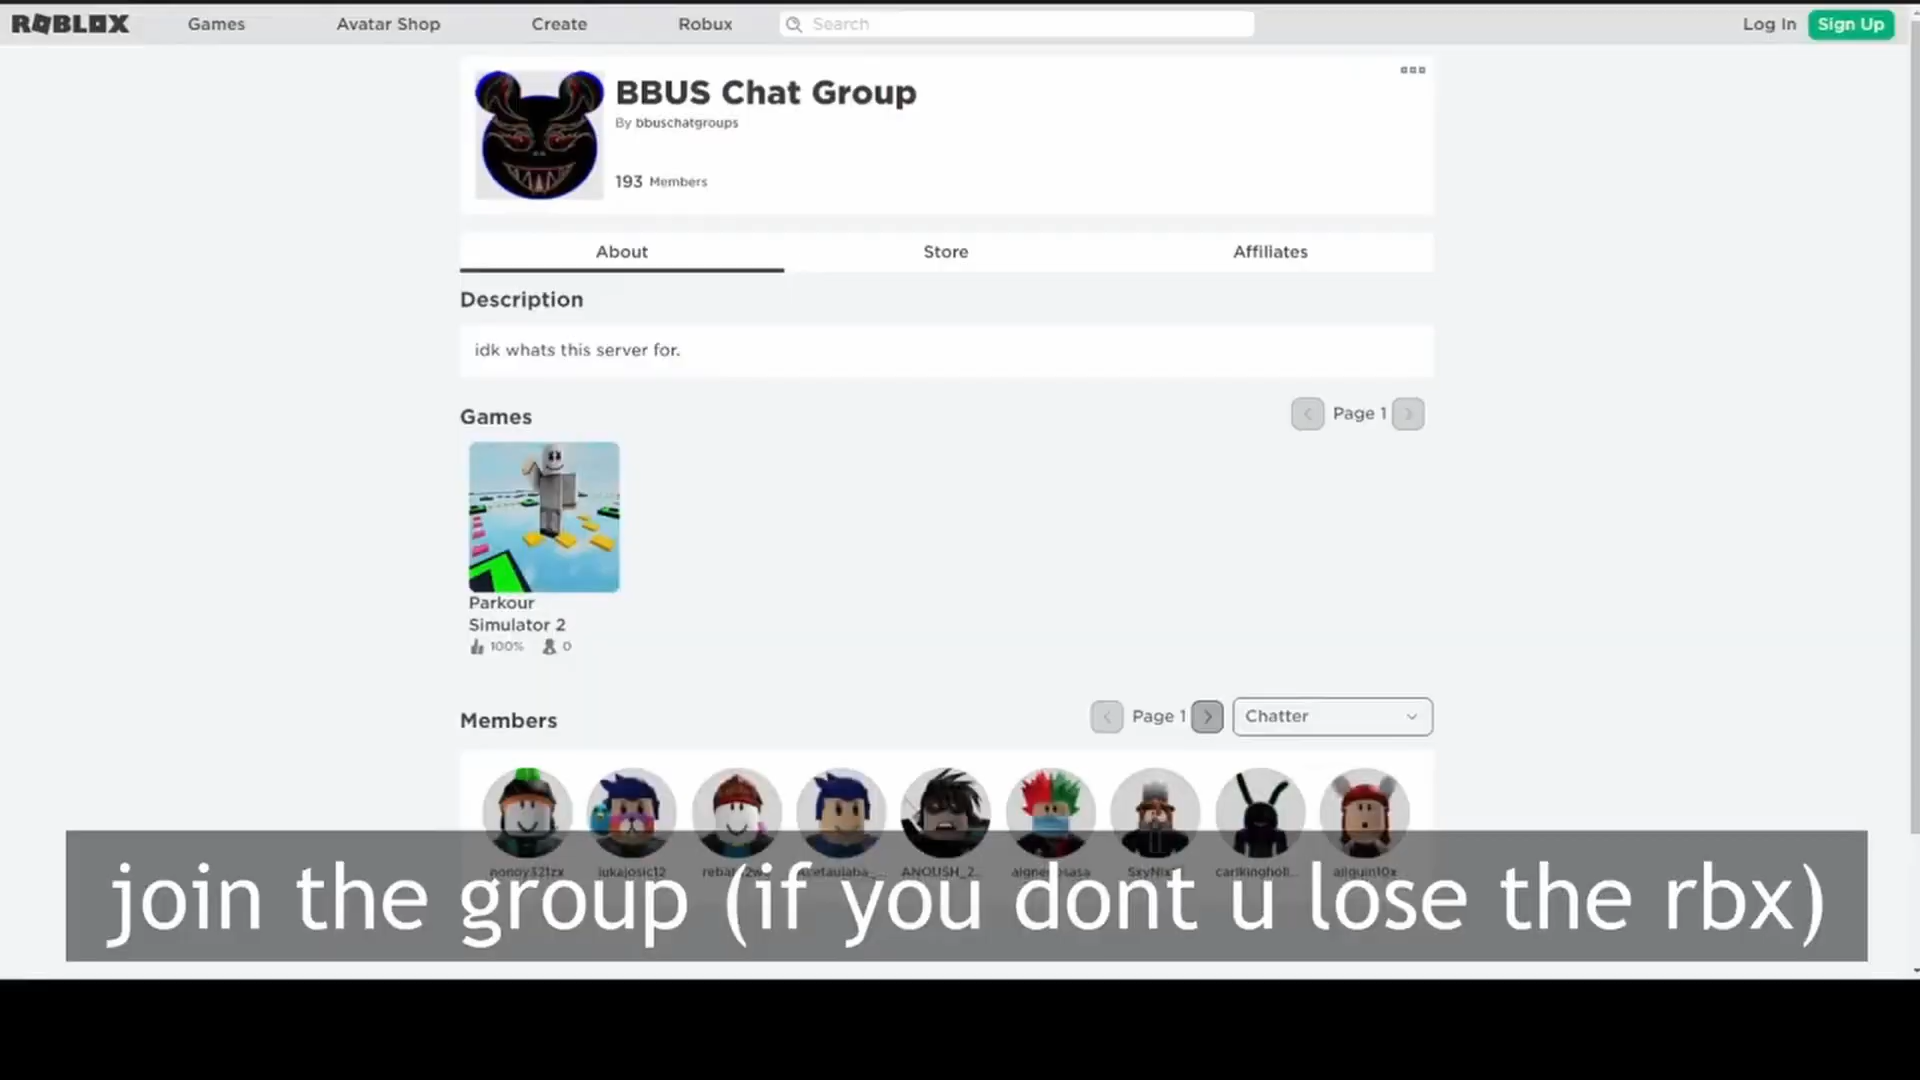 ROBLOX Games Avatar Shop Create Robux Search Log In Sign Up
BBUS Chat Group
By bbuschatgroups
193 Members
About Store Affiliates
Description
idk whats this server for.
Games Page 1
Parkour
Simulator 2
100% 0
Members Page 1 Chatter
lukajosic12 ANOUSH_2...
join the group (if you dont u lose the rbx)